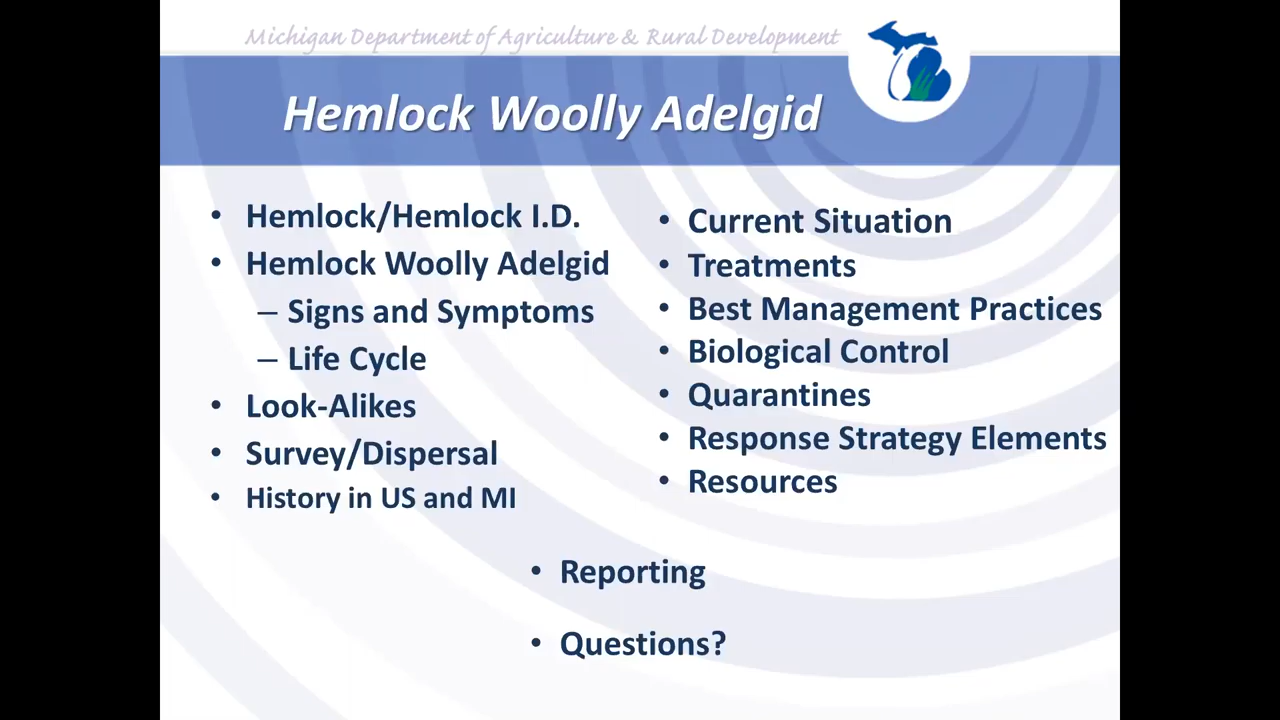 Michigan Department of Agriculture & Rural Development
Hemlock Woolly Adelgid
• Hemlock/Hemlock I.D.
• Hemlock Woolly Adelgid
– Signs and Symptoms
– Life Cycle
• Look-Alikes
• Survey/Dispersal
• History in US and MI
• Current Situation
• Treatments
• Best Management Practices
• Biological Control
• Quarantines
• Response Strategy Elements
• Resources
• Reporting
• Questions?